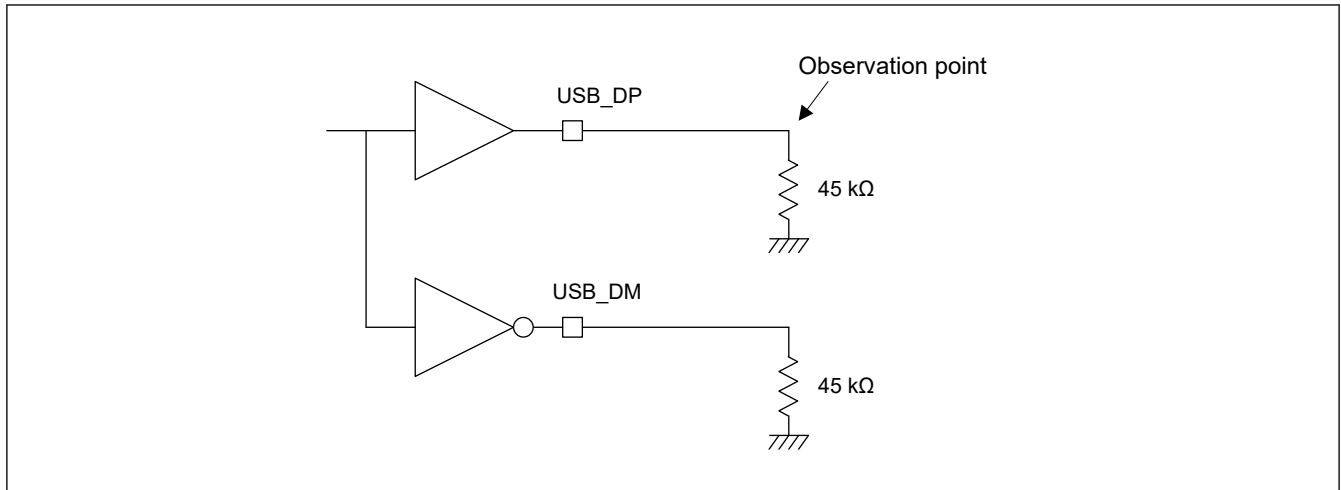 Observation point
USB_DP
45 kΩ
USB_DM
45 kΩ